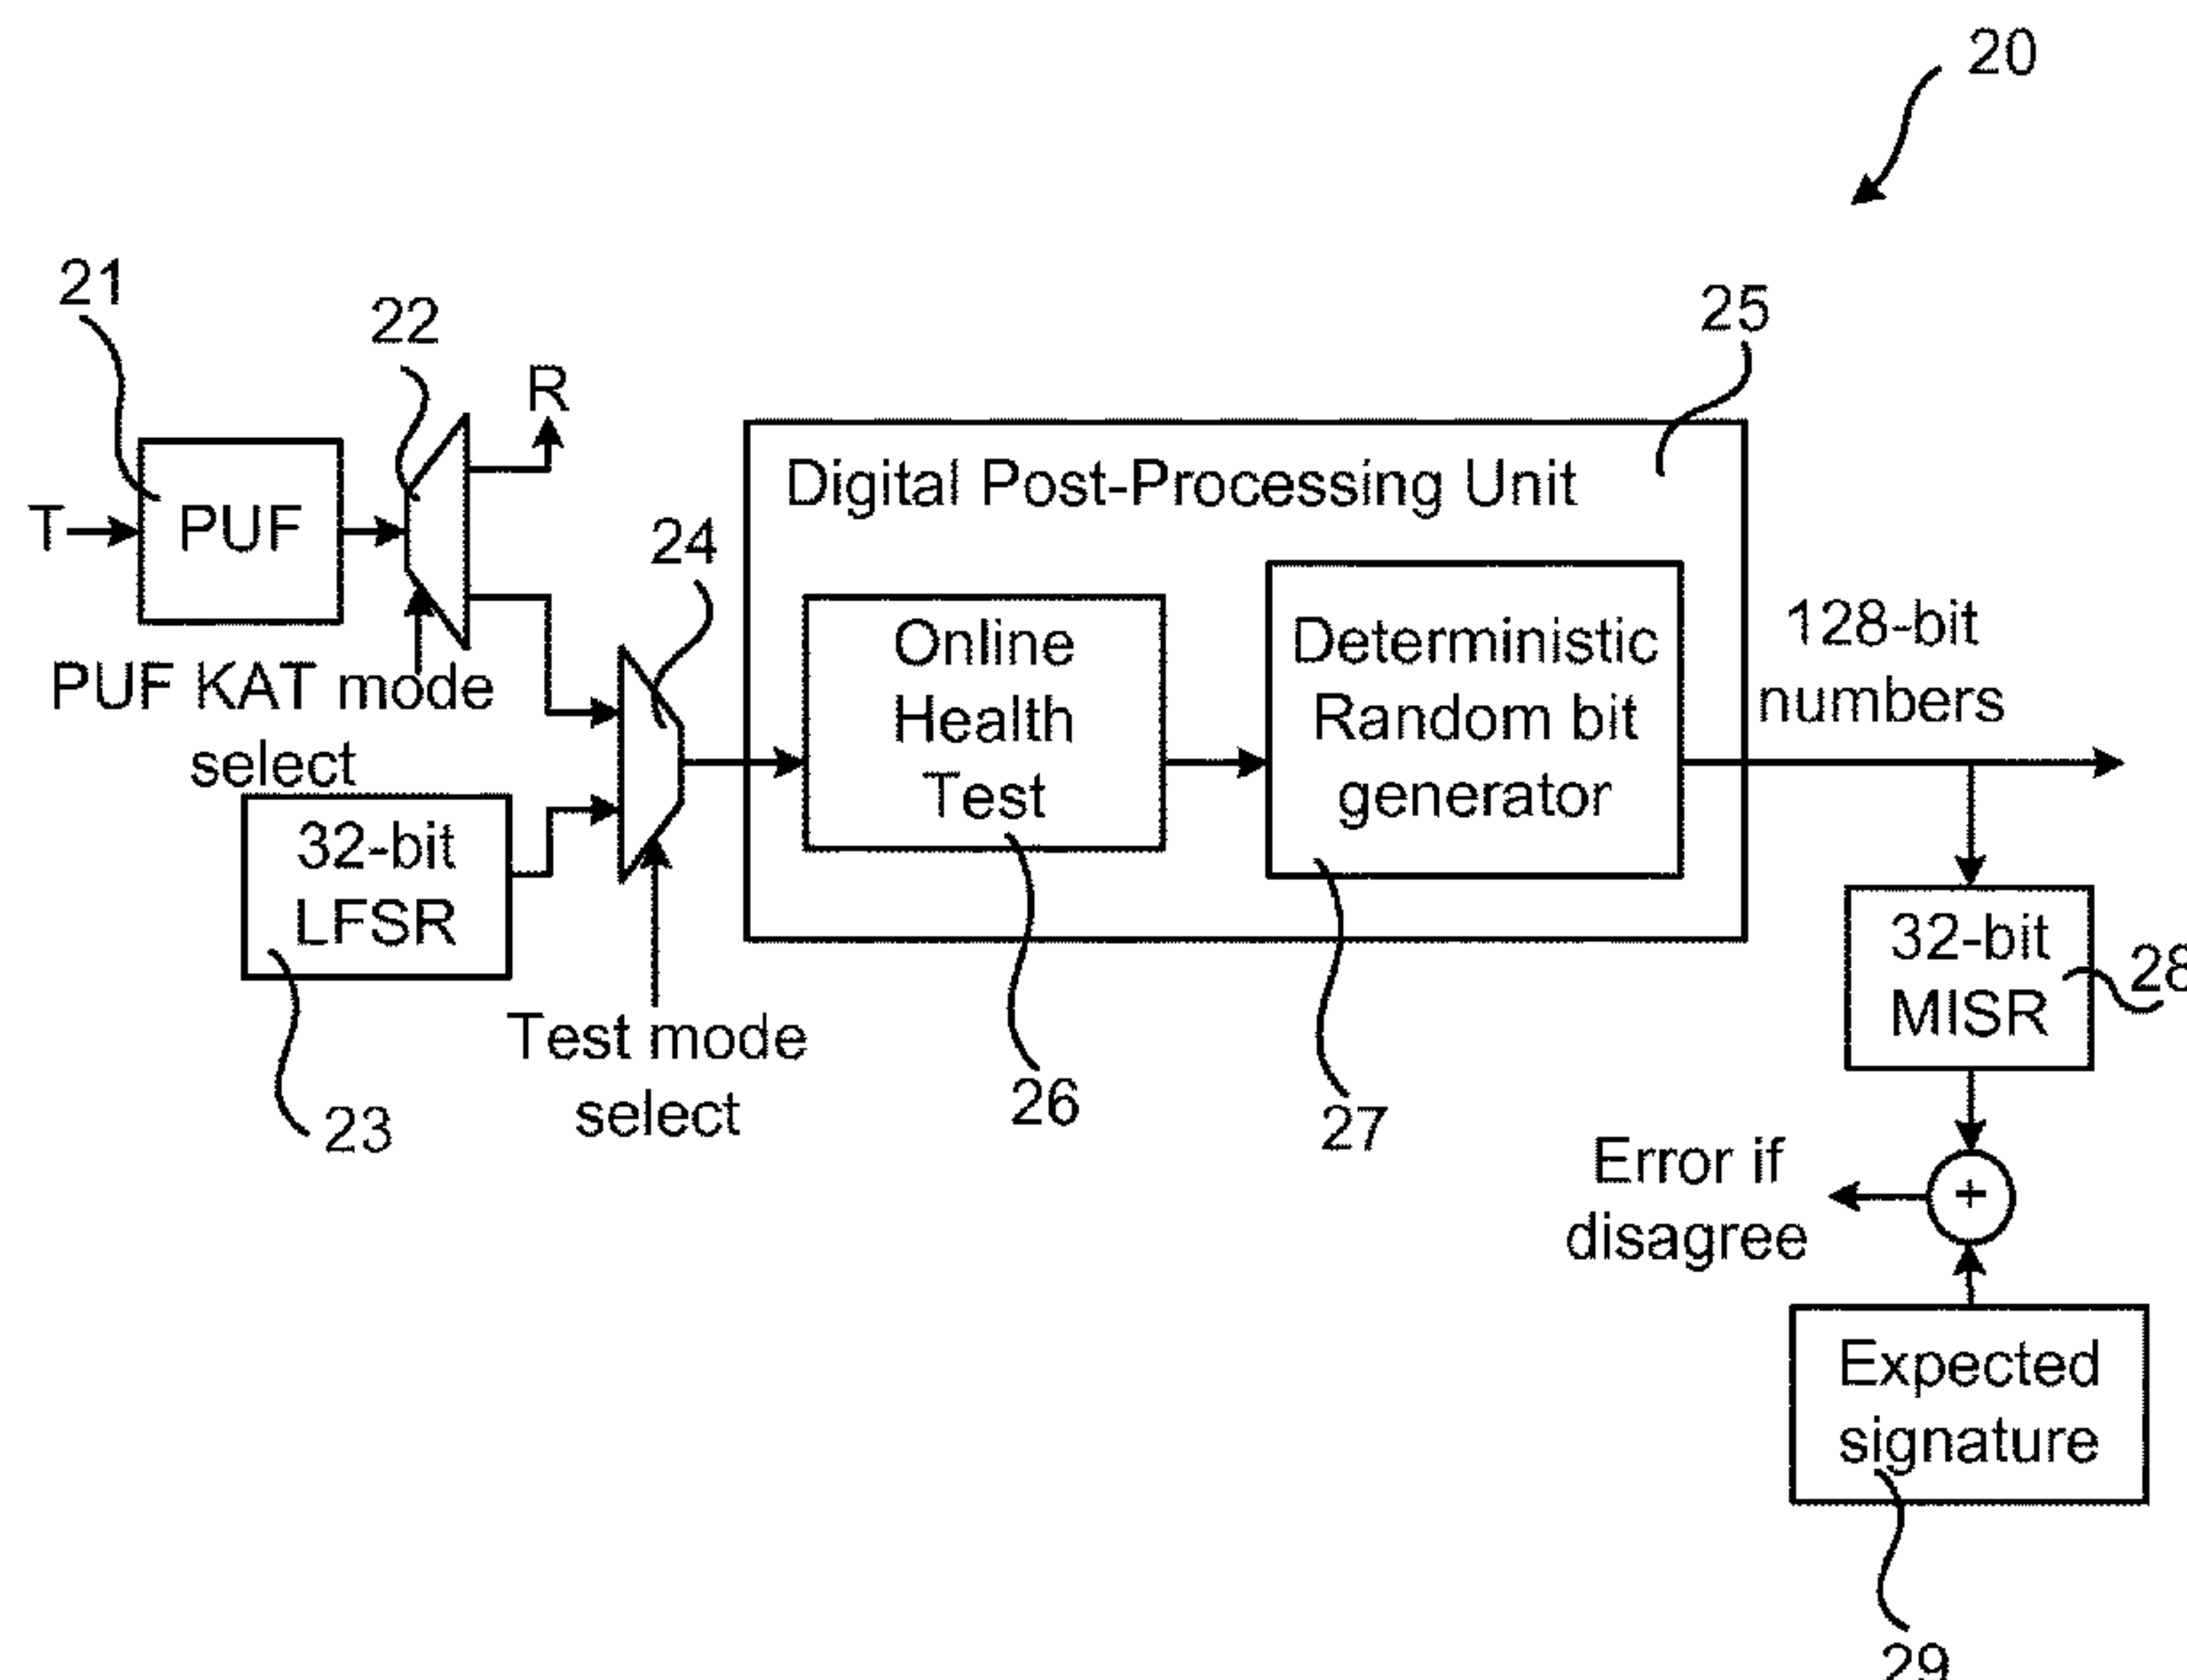 20
21
22
R
25
T
PUF
Digital Post-Processing Unit
24
PUF KAT mode
select
Online
Health
Test
Deterministic
Random bit
generator
128-bit
numbers
32-bit
LFSR
Test mode
select
23
26
27
32-bit
MISR
28
Error if
disagree
+
Expected
signature
29